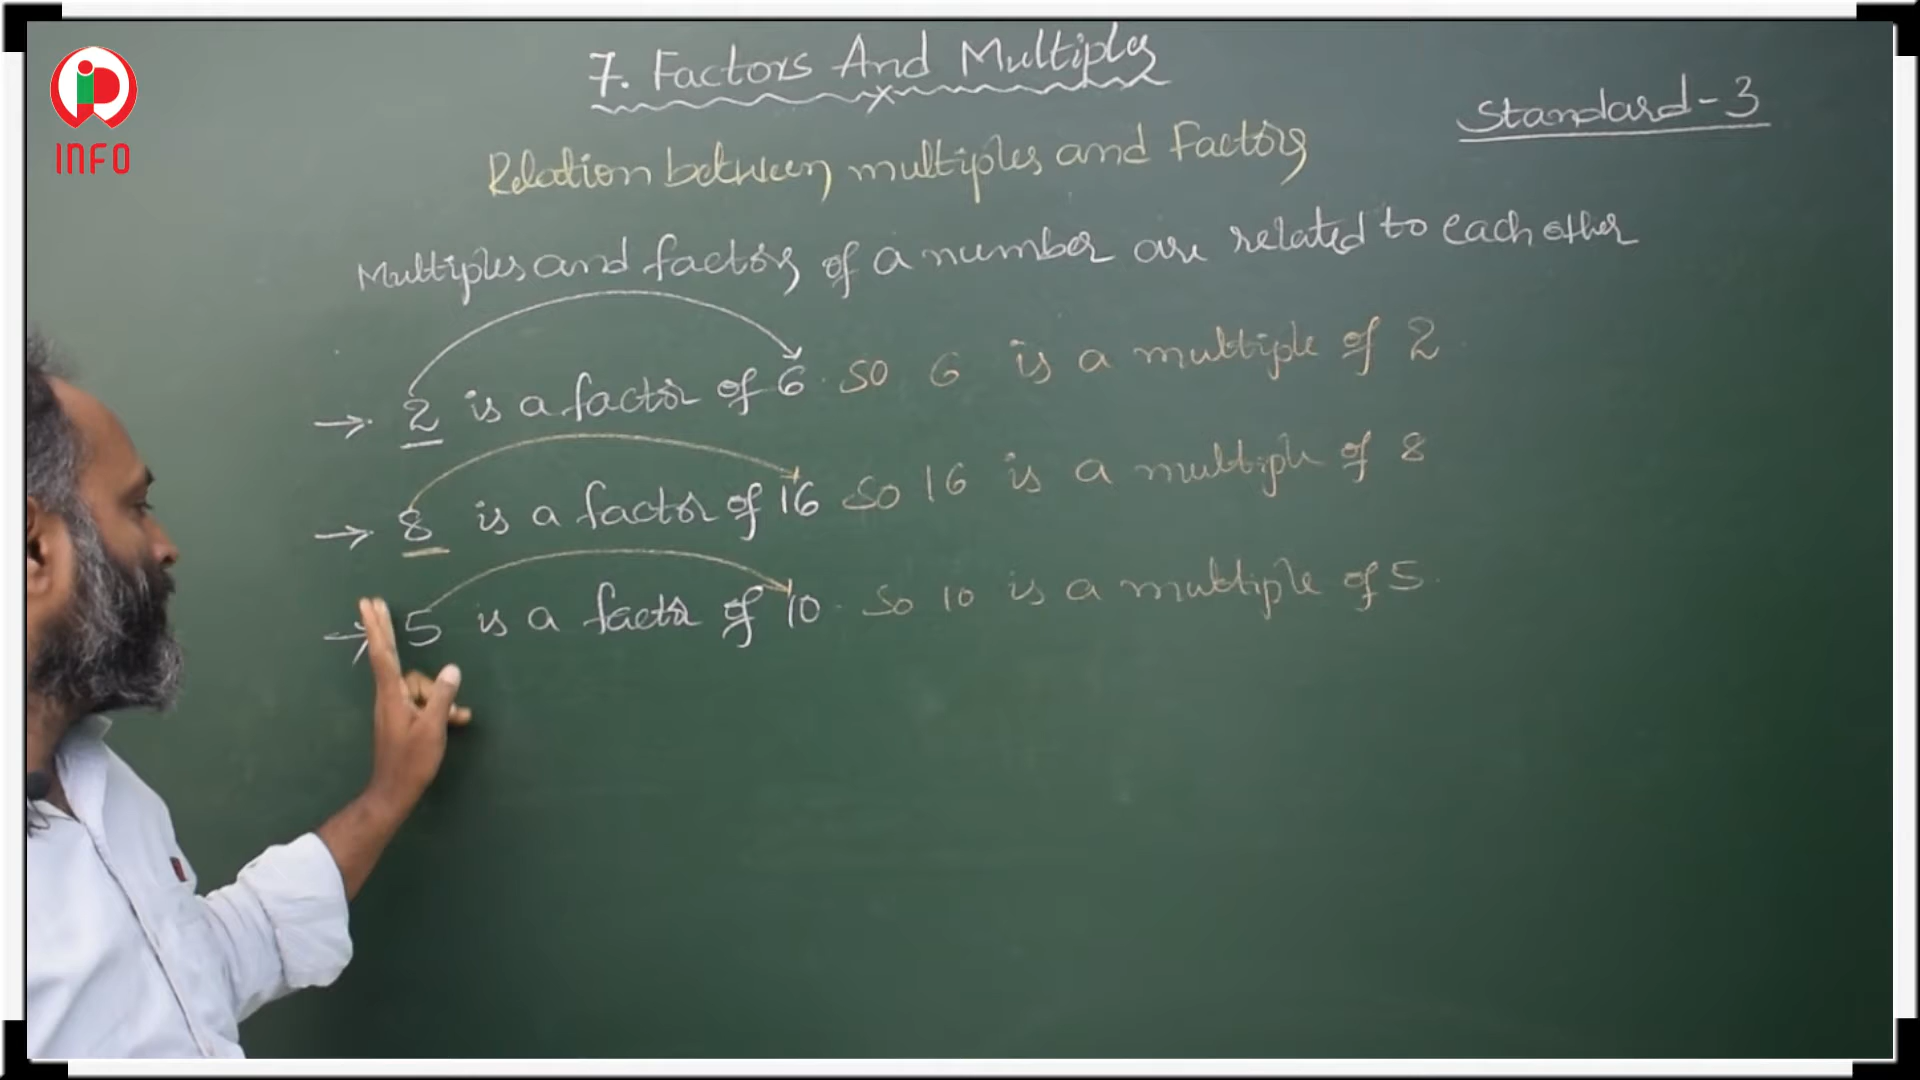 INFO
7. Factors And Multiples
Standard - 3
Relation between multiples and Factors
Multiples and factors of a number are related to each other
→ 2 is a factor of 6. so 6 is a multiple of 2.
→ 8 is a factor of 16 So 16 is a multiple of 8
→ 5 is a factor of 10. So 10 is a multiple of 5.